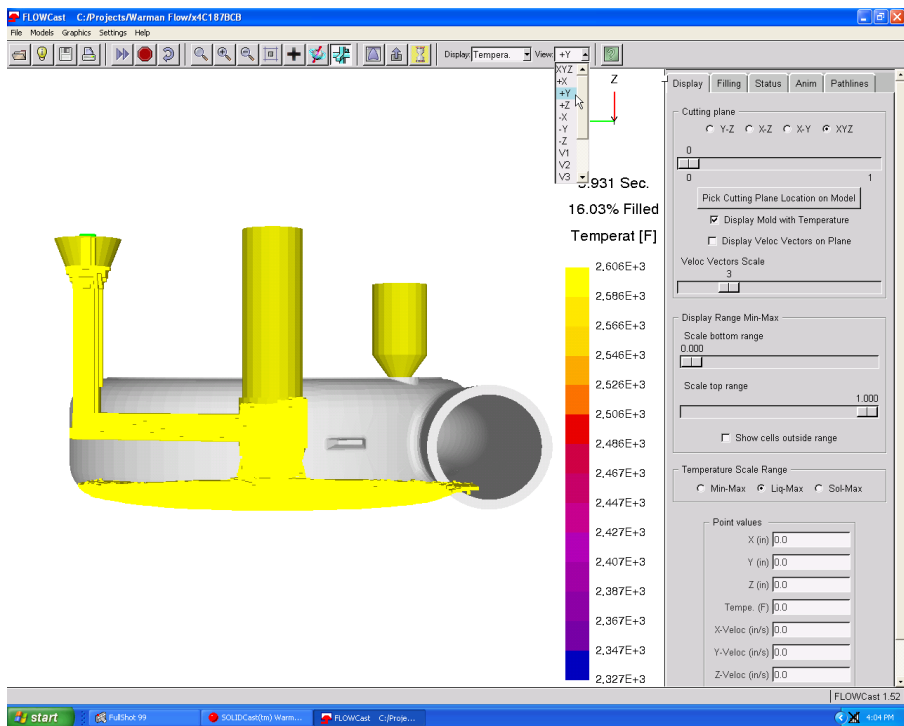 FLOWCast C:/Projects/Warman Flow/x4C187BCB
File Models Graphics Settings Help
Display: Tempera. View: +Y
XYZ
+X
+Y
+Z
-X
-Y
-Z
V1
V2
V3
Z
.931 Sec.
16.03% Filled
Temperat [F]
2,606E+3
2,586E+3
2,566E+3
2,546E+3
2,526E+3
2,506E+3
2,486E+3
2,467E+3
2,447E+3
2,427E+3
2,407E+3
2,387E+3
2,367E+3
2,347E+3
2,327E+3
Display Filling Status Anim Pathlines
Cutting plane
Y-Z X-Z X-Y XYZ
0
0 1
Pick Cutting Plane Location on Model
Display Mold with Temperature
Display Veloc Vectors on Plane
Veloc Vectors Scale
3
Display Range Min-Max
Scale bottom range
0.000
Scale top range
1.000
Show cells outside range
Temperature Scale Range
Min-Max Liq-Max Sol-Max
Point values
X (in) 0.0
Y (in) 0.0
Z (in) 0.0
Tempe. (F) 0.0
X-Veloc (in/s) 0.0
Y-Veloc (in/s) 0.0
Z-Veloc (in/s) 0.0
FLOWCast 1.52
start FullShot 99 SOLIDCast(tm) Warm... FLOWCast C:/Proje... 4:04 PM